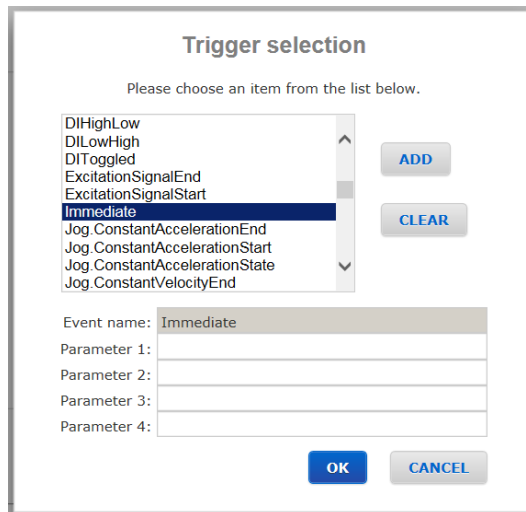 Trigger selection
Please choose an item from the list below.
DIHighLow
DILowHigh
DIToggled
ExcitationSignalEnd
ExcitationSignalStart
Immediate
Jog.ConstantAccelerationEnd
Jog.ConstantAccelerationStart
Jog.ConstantAccelerationState
Jog.ConstantVelocityEnd
ADD
CLEAR
Event name: Immediate
Parameter 1:
Parameter 2:
Parameter 3:
Parameter 4:
OK CANCEL